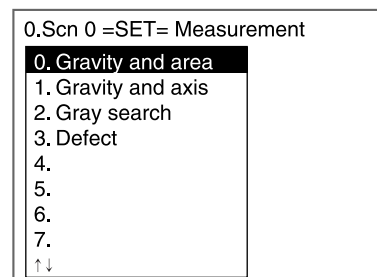 0.Scn 0 =SET= Measurement
0. Gravity and area
1. Gravity and axis
2. Gray search
3. Defect
4.
5.
6.
7.
↑↓